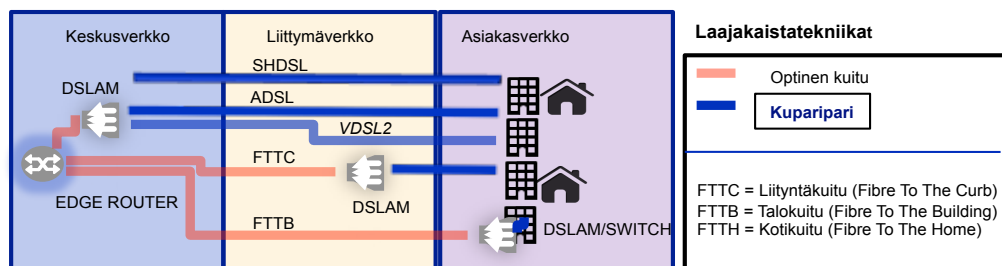 Keskusverkko
Liittymäverkko
Asiakasverkko
SHDSL
DSLAM
ADSL
VDSL2
FTTC
EDGE ROUTER
DSLAM
FTTB
DSLAM/SWITCH
Laajakaistatekniikat
Optinen kuitu
Kuparipari
FTTC = Liityntäkuitu (Fibre To The Curb)
FTTB = Talokuitu (Fibre To The Building)
FTTH = Kotikuitu (Fibre To The Home)